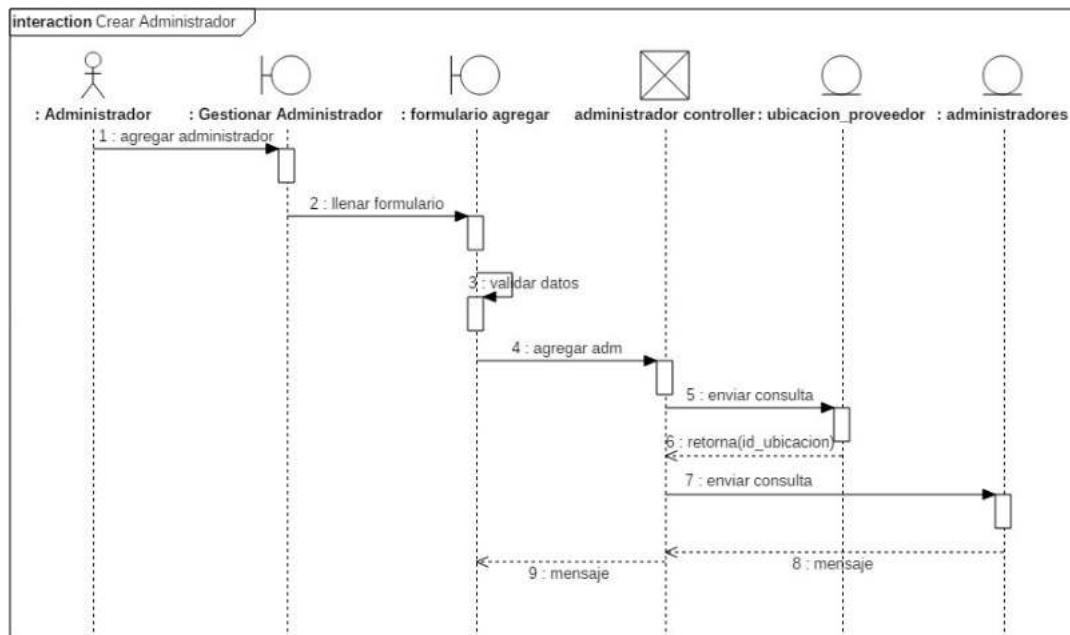 interaction Crear Administrador
: Administrador
: Gestionar Administrador
: formulario agregar
administrador controller
: ubicacion_proveedor
: administradores
1 : agregar administrador
2 : llenar formulario
3 : validar datos
4 : agregar adm
5 : enviar consulta
6 : retorna(id_ubicacion)
7 : enviar consulta
8 : mensaje
9 : mensaje